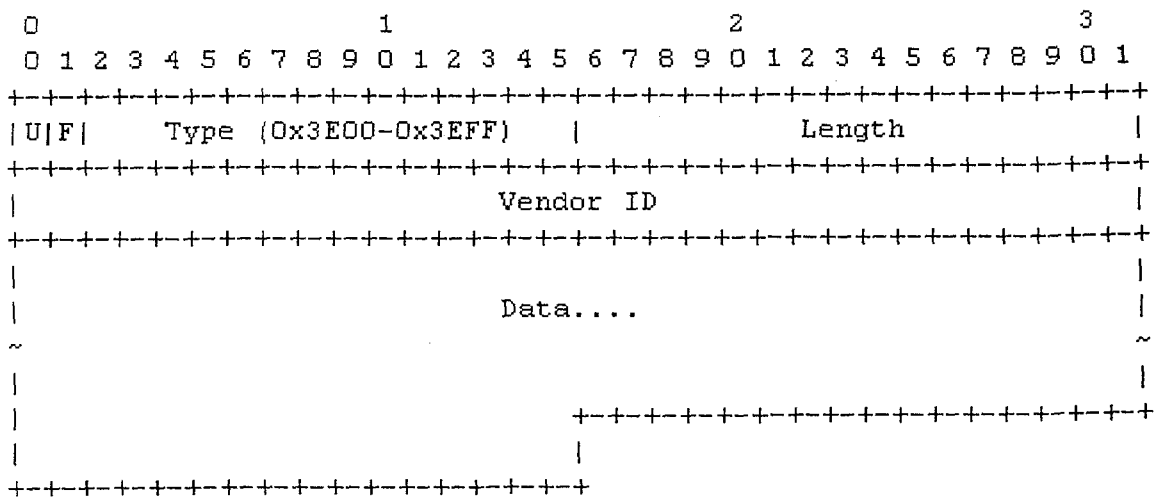 0                   1                   2                   3
0 1 2 3 4 5 6 7 8 9 0 1 2 3 4 5 6 7 8 9 0 1 2 3 4 5 6 7 8 9 0 1
+-+-+-+-+-+-+-+-+-+-+-+-+-+-+-+-+-+-+-+-+-+-+-+-+-+-+-+-+-+-+-+-+
|U|F|    Type (0x3E00-0x3EFF)   |            Length             |
+-+-+-+-+-+-+-+-+-+-+-+-+-+-+-+-+-+-+-+-+-+-+-+-+-+-+-+-+-+-+-+-+
|                           Vendor ID                           |
+-+-+-+-+-+-+-+-+-+-+-+-+-+-+-+-+-+-+-+-+-+-+-+-+-+-+-+-+-+-+-+-+
|                                                               |
|                           Data....                            |
~                                                               ~
|                                                               |
|                               +-+-+-+-+-+-+-+-+-+-+-+-+-+-+-+-+
|                               |
+-+-+-+-+-+-+-+-+-+-+-+-+-+-+-+-+